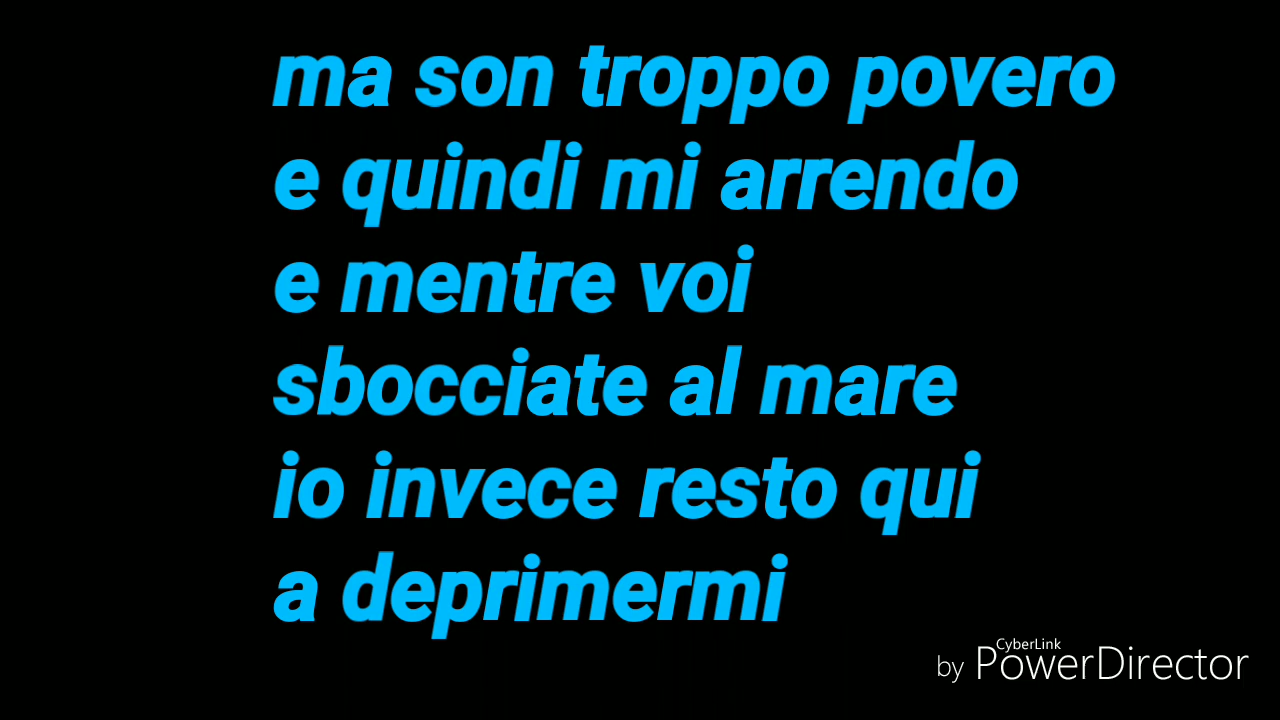 ma son troppo povero
e quindi mi arrendo
e mentre voi
sbocciate al mare
io invece resto qui
a deprimermi
CyberLink
by PowerDirector